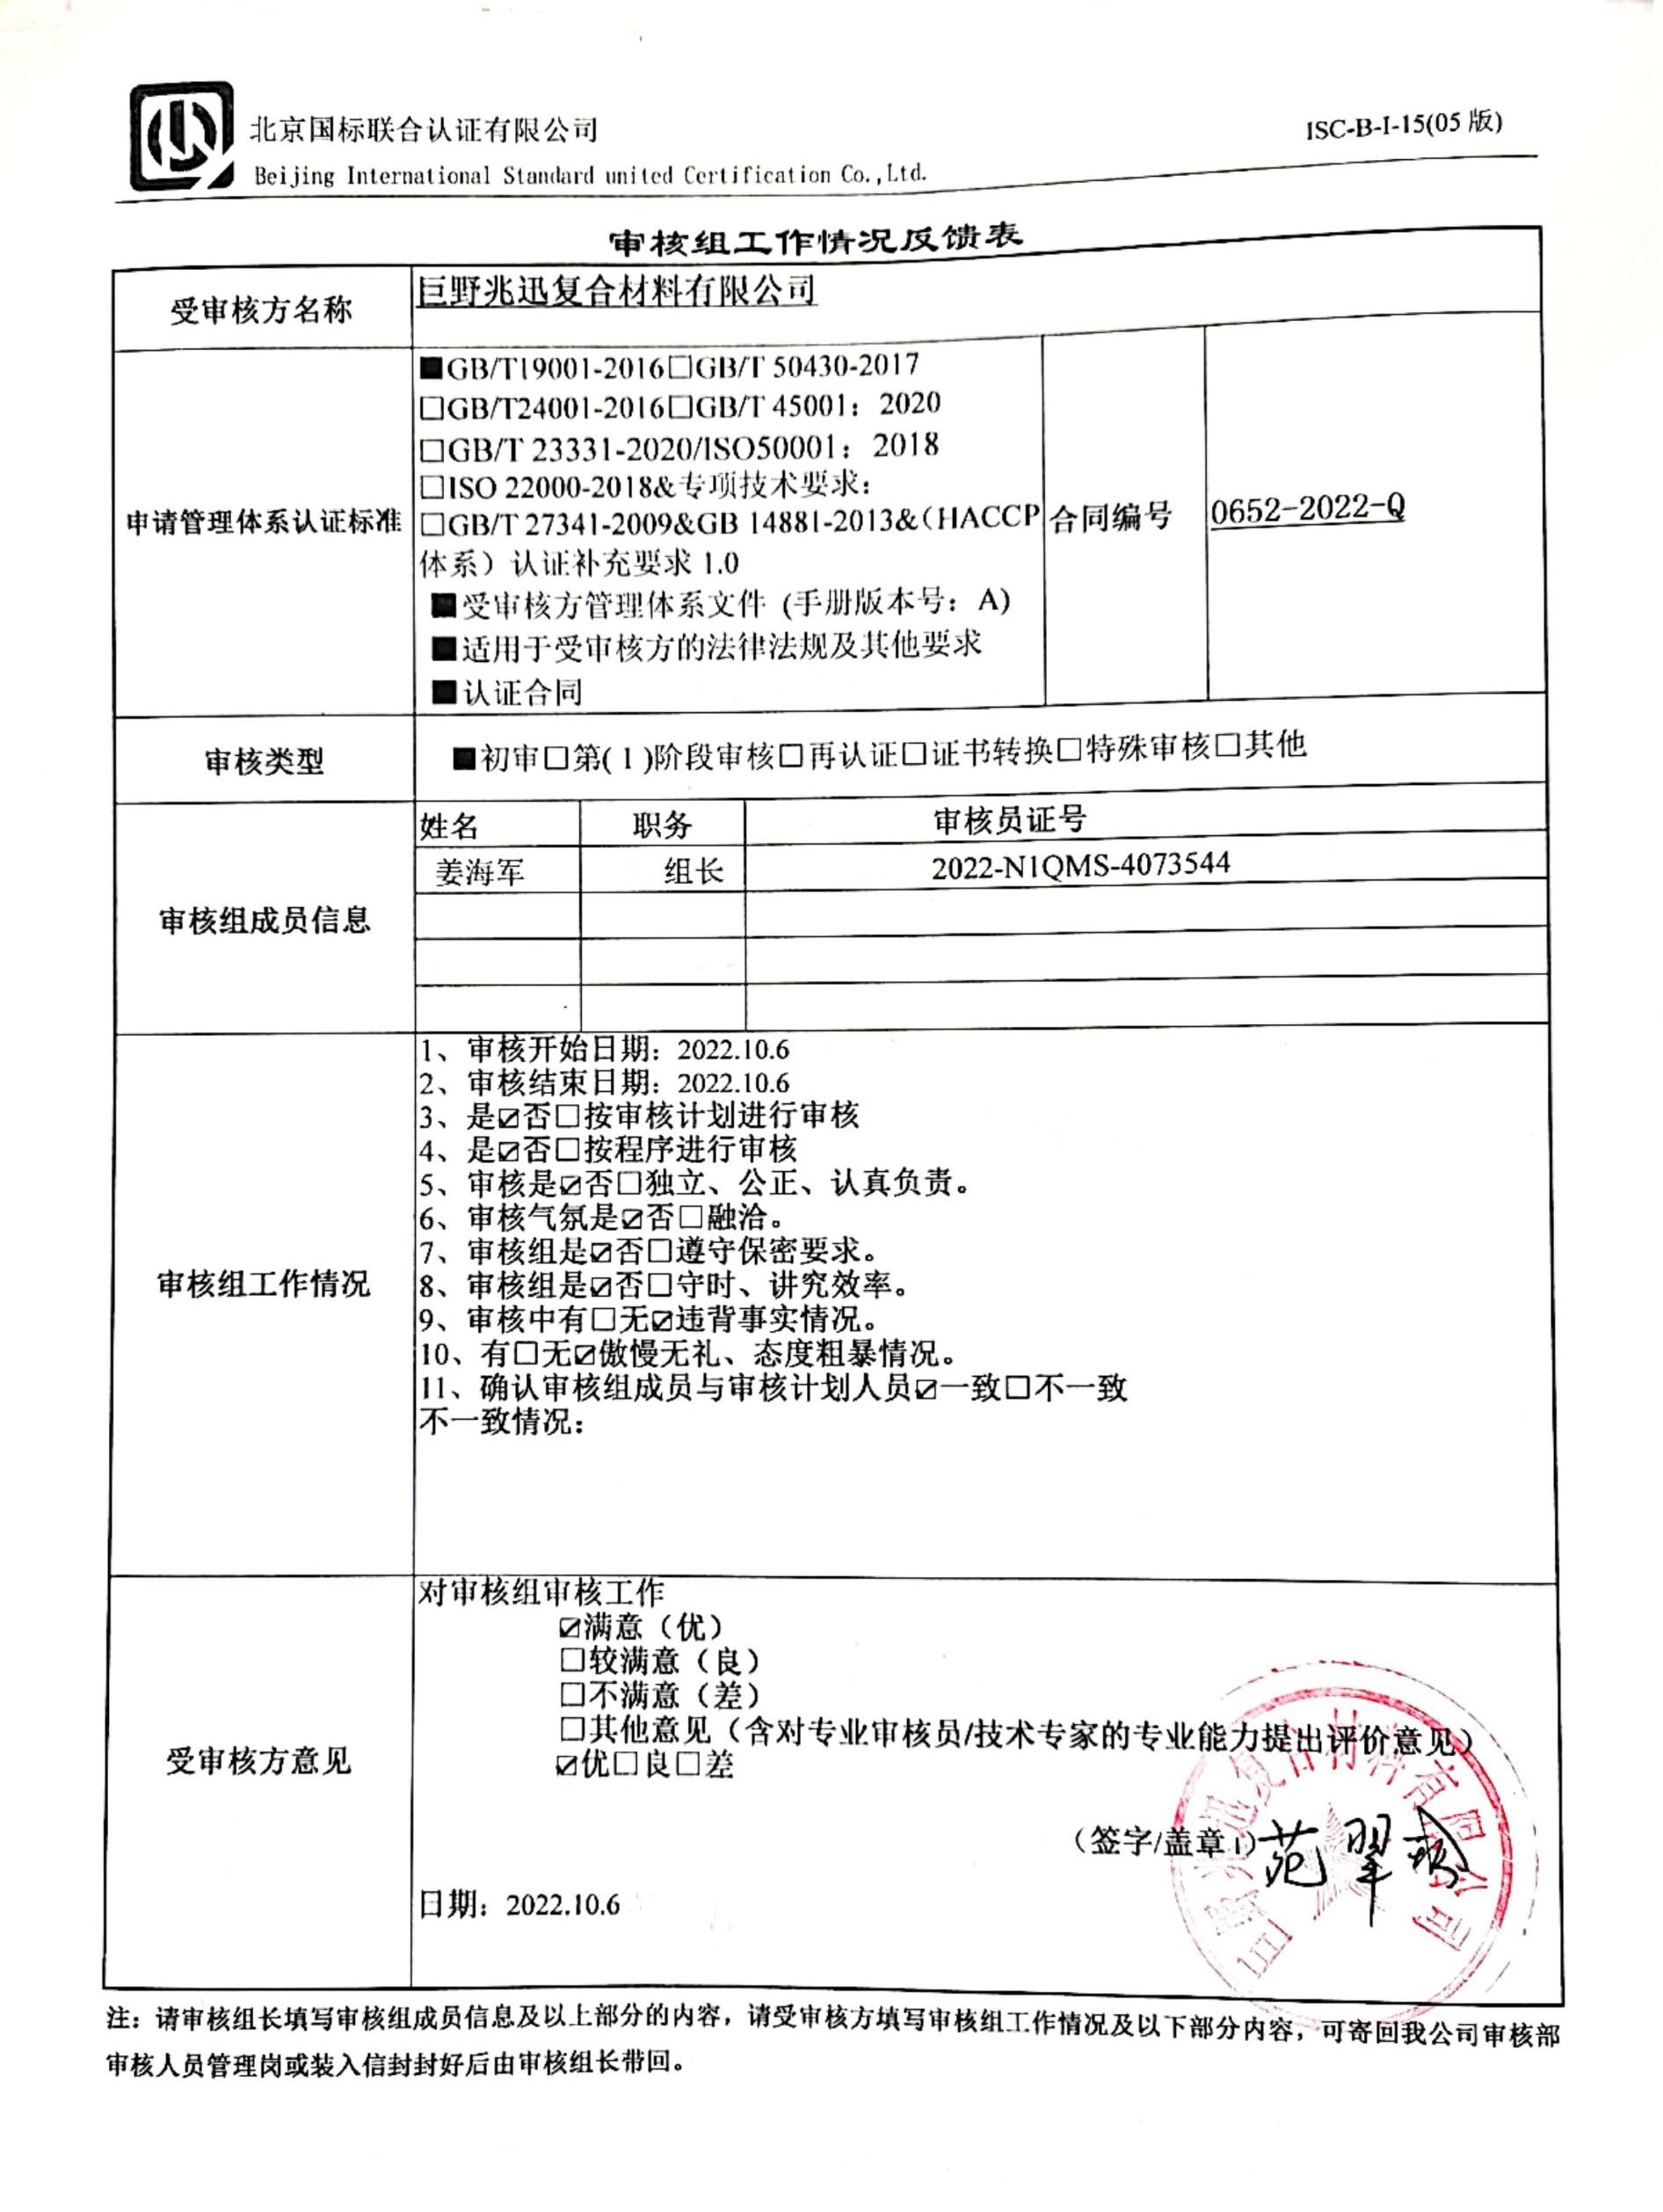 北京国标联合认证有限公司
ISC-B-I-15(05 版)
Beijing International Standard united Certification Co.,Ltd.
审核组工作情况反馈表
受审核方名称
巨野兆迅复合材料有限公司
申请管理体系认证标准
■GB/T19001-2016□GB/T 50430-2017
□GB/T24001-2016□GB/T 45001：2020
□GB/T 23331-2020/ISO50001：2018
□ISO 22000-2018&专项技术要求：
□GB/T 27341-2009&GB 14881-2013&（HACCP
体系）认证补充要求 1.0
■受审核方管理体系文件 (手册版本号：A)
■适用于受审核方的法律法规及其他要求
■认证合同
合同编号
0652-2022-Q
审核类型
■初审□第( 1 )阶段审核□再认证□证书转换□特殊审核□其他
审核组成员信息
姓名 职务 审核员证号
姜海军 组长 2022-N1QMS-4073544
审核组工作情况
1、审核开始日期：2022.10.6
2、审核结束日期：2022.10.6
3、是☑否□按审核计划进行审核
4、是☑否□按程序进行审核
5、审核是☑否□独立、公正、认真负责。
6、审核气氛是☑否□融洽。
7、审核组是☑否□遵守保密要求。
8、审核组是☑否□守时、讲究效率。
9、审核中有□无☑违背事实情况。
10、有□无☑傲慢无礼、态度粗暴情况。
11、确认审核组成员与审核计划人员☑一致□不一致
不一致情况：
受审核方意见
对审核组审核工作
☑满意（优）
□较满意（良）
□不满意（差）
□其他意见（含对专业审核员/技术专家的专业能力提出评价意见）
☑优□良□差
（签字/盖章）
日期：2022.10.6
巨野兆迅复合材料有限公司
注：请审核组长填写审核组成员信息及以上部分的内容，请受审核方填写审核组工作情况及以下部分内容，可寄回我公司审核部
审核人员管理岗或装入信封封好后由审核组长带回。